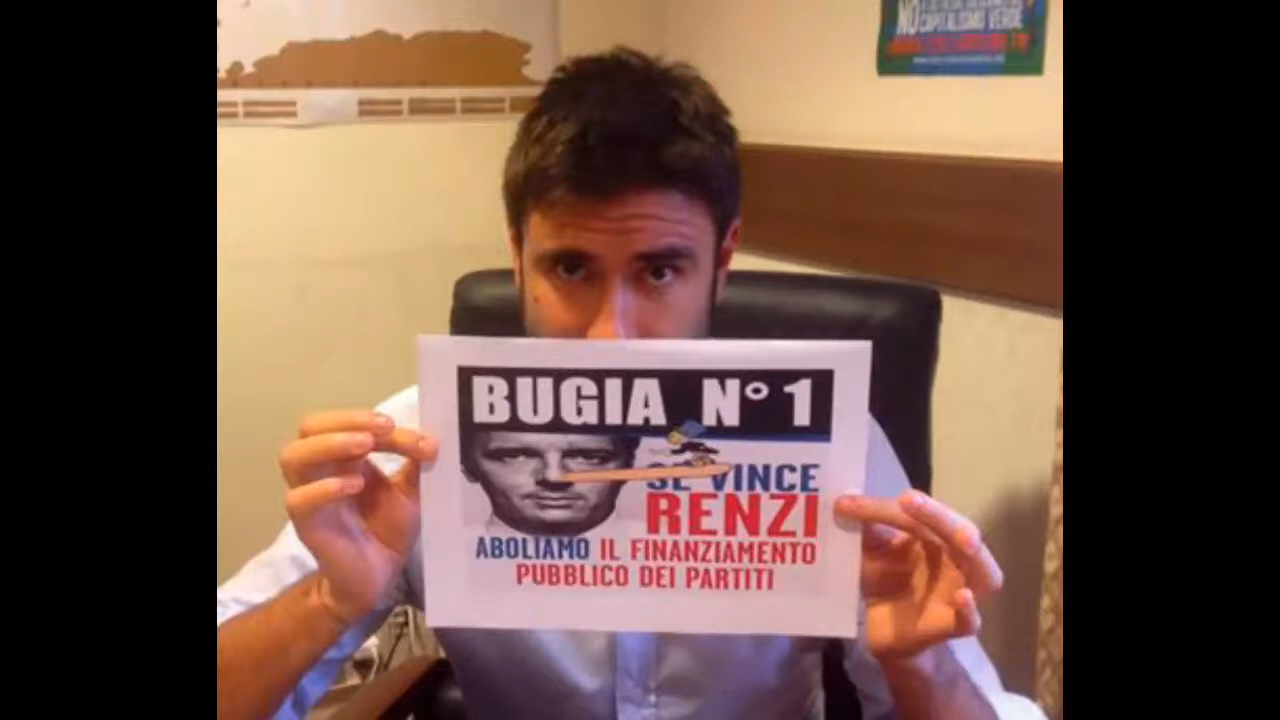 NO
CAPITALISMO VERDE
BUGIA N° 1
SE VINCE
RENZI
ABOLIAMO IL FINANZIAMENTO
PUBBLICO DEI PARTITI